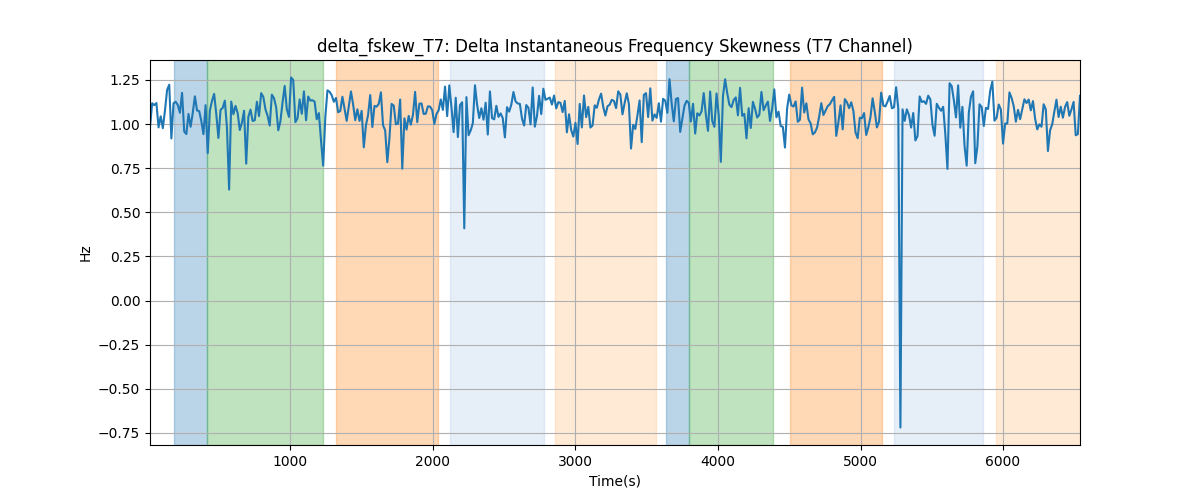 delta_fskew_T7: Delta Instantaneous Frequency Skewness (T7 Channel)
1.25
1.00
0.75
0.50
0.25
0.00
−0.25
−0.50
−0.75
Hz
1000 2000 3000 4000 5000 6000
Time(s)